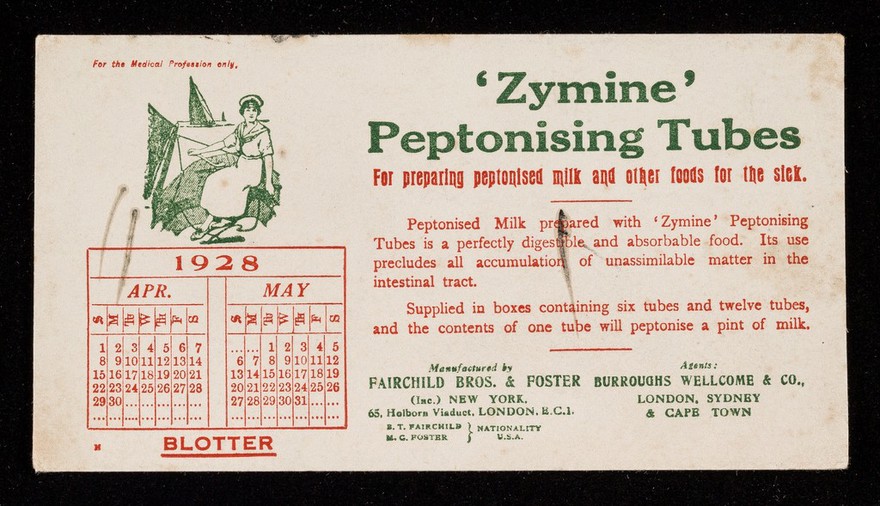 For the Medical Profession only.
1928
APR.
S M Tu W Th F S
1 2 3 4 5 6 7
8 9 10 11 12 13 14
15 16 17 18 19 20 21
22 23 24 25 26 27 28
29 30 ... ... ... ... ...
... ... ... ... ... ... ...
MAY
S M Tu W Th F S
... ... 1 2 3 4 5
6 7 8 9 10 11 12
13 14 15 16 17 18 19
20 21 22 23 24 25 26
27 28 29 30 31 ... ...
... ... ... ... ... ... ...
BLOTTER
‘Zymine’
Peptonising Tubes
For preparing peptonised milk and other foods for the sick.
Peptonised Milk prepared with ‘Zymine’ Peptonising
Tubes is a perfectly digestible and absorbable food. Its use
precludes all accumulation of unassimilable matter in the
intestinal tract.
Supplied in boxes containing six tubes and twelve tubes,
and the contents of one tube will peptonise a pint of milk.
Manufactured by
FAIRCHILD BROS. & FOSTER
(Inc.) NEW YORK.
65, Holborn Viaduct, LONDON, E.C.1.
B. T. FAIRCHILD } NATIONALITY
M. G. FOSTER } U.S.A.
Agents:
BURROUGHS WELLCOME & CO.,
LONDON, SYDNEY
& CAPE TOWN